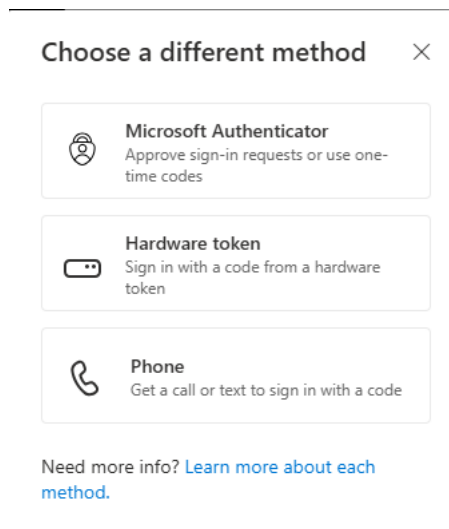 Choose a different method
Microsoft Authenticator
Approve sign-in requests or use one-
time codes
Hardware token
Sign in with a code from a hardware
token
Phone
Get a call or text to sign in with a code
Need more info? Learn more about each
method.